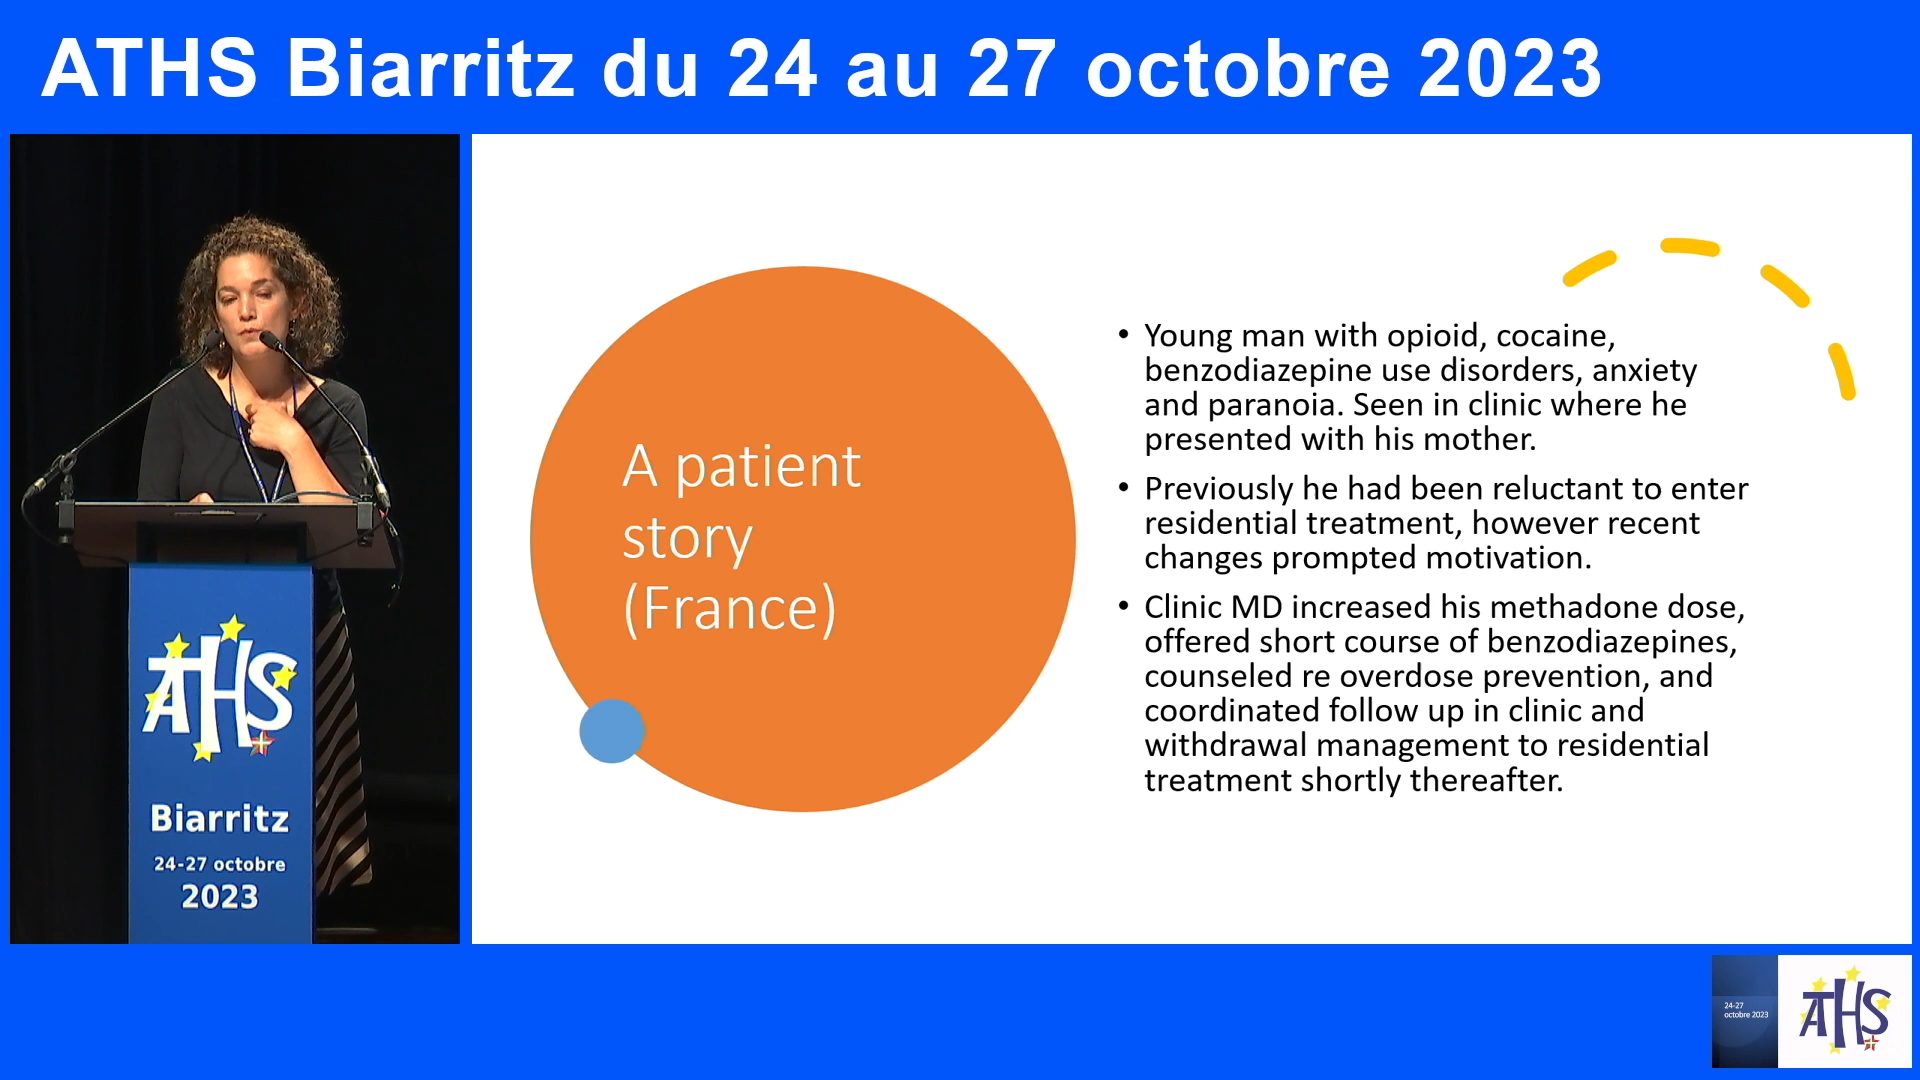 ATHS Biarritz du 24 au 27 octobre 2023
ATHS
Biarritz
24-27 octobre
2023
A patient
story
(France)
• Young man with opioid, cocaine,
benzodiazepine use disorders, anxiety
and paranoia. Seen in clinic where he
presented with his mother.
• Previously he had been reluctant to enter
residential treatment, however recent
changes prompted motivation.
• Clinic MD increased his methadone dose,
offered short course of benzodiazepines,
counseled re overdose prevention, and
coordinated follow up in clinic and
withdrawal management to residential
treatment shortly thereafter.
24-27
octobre 2023
ATHS